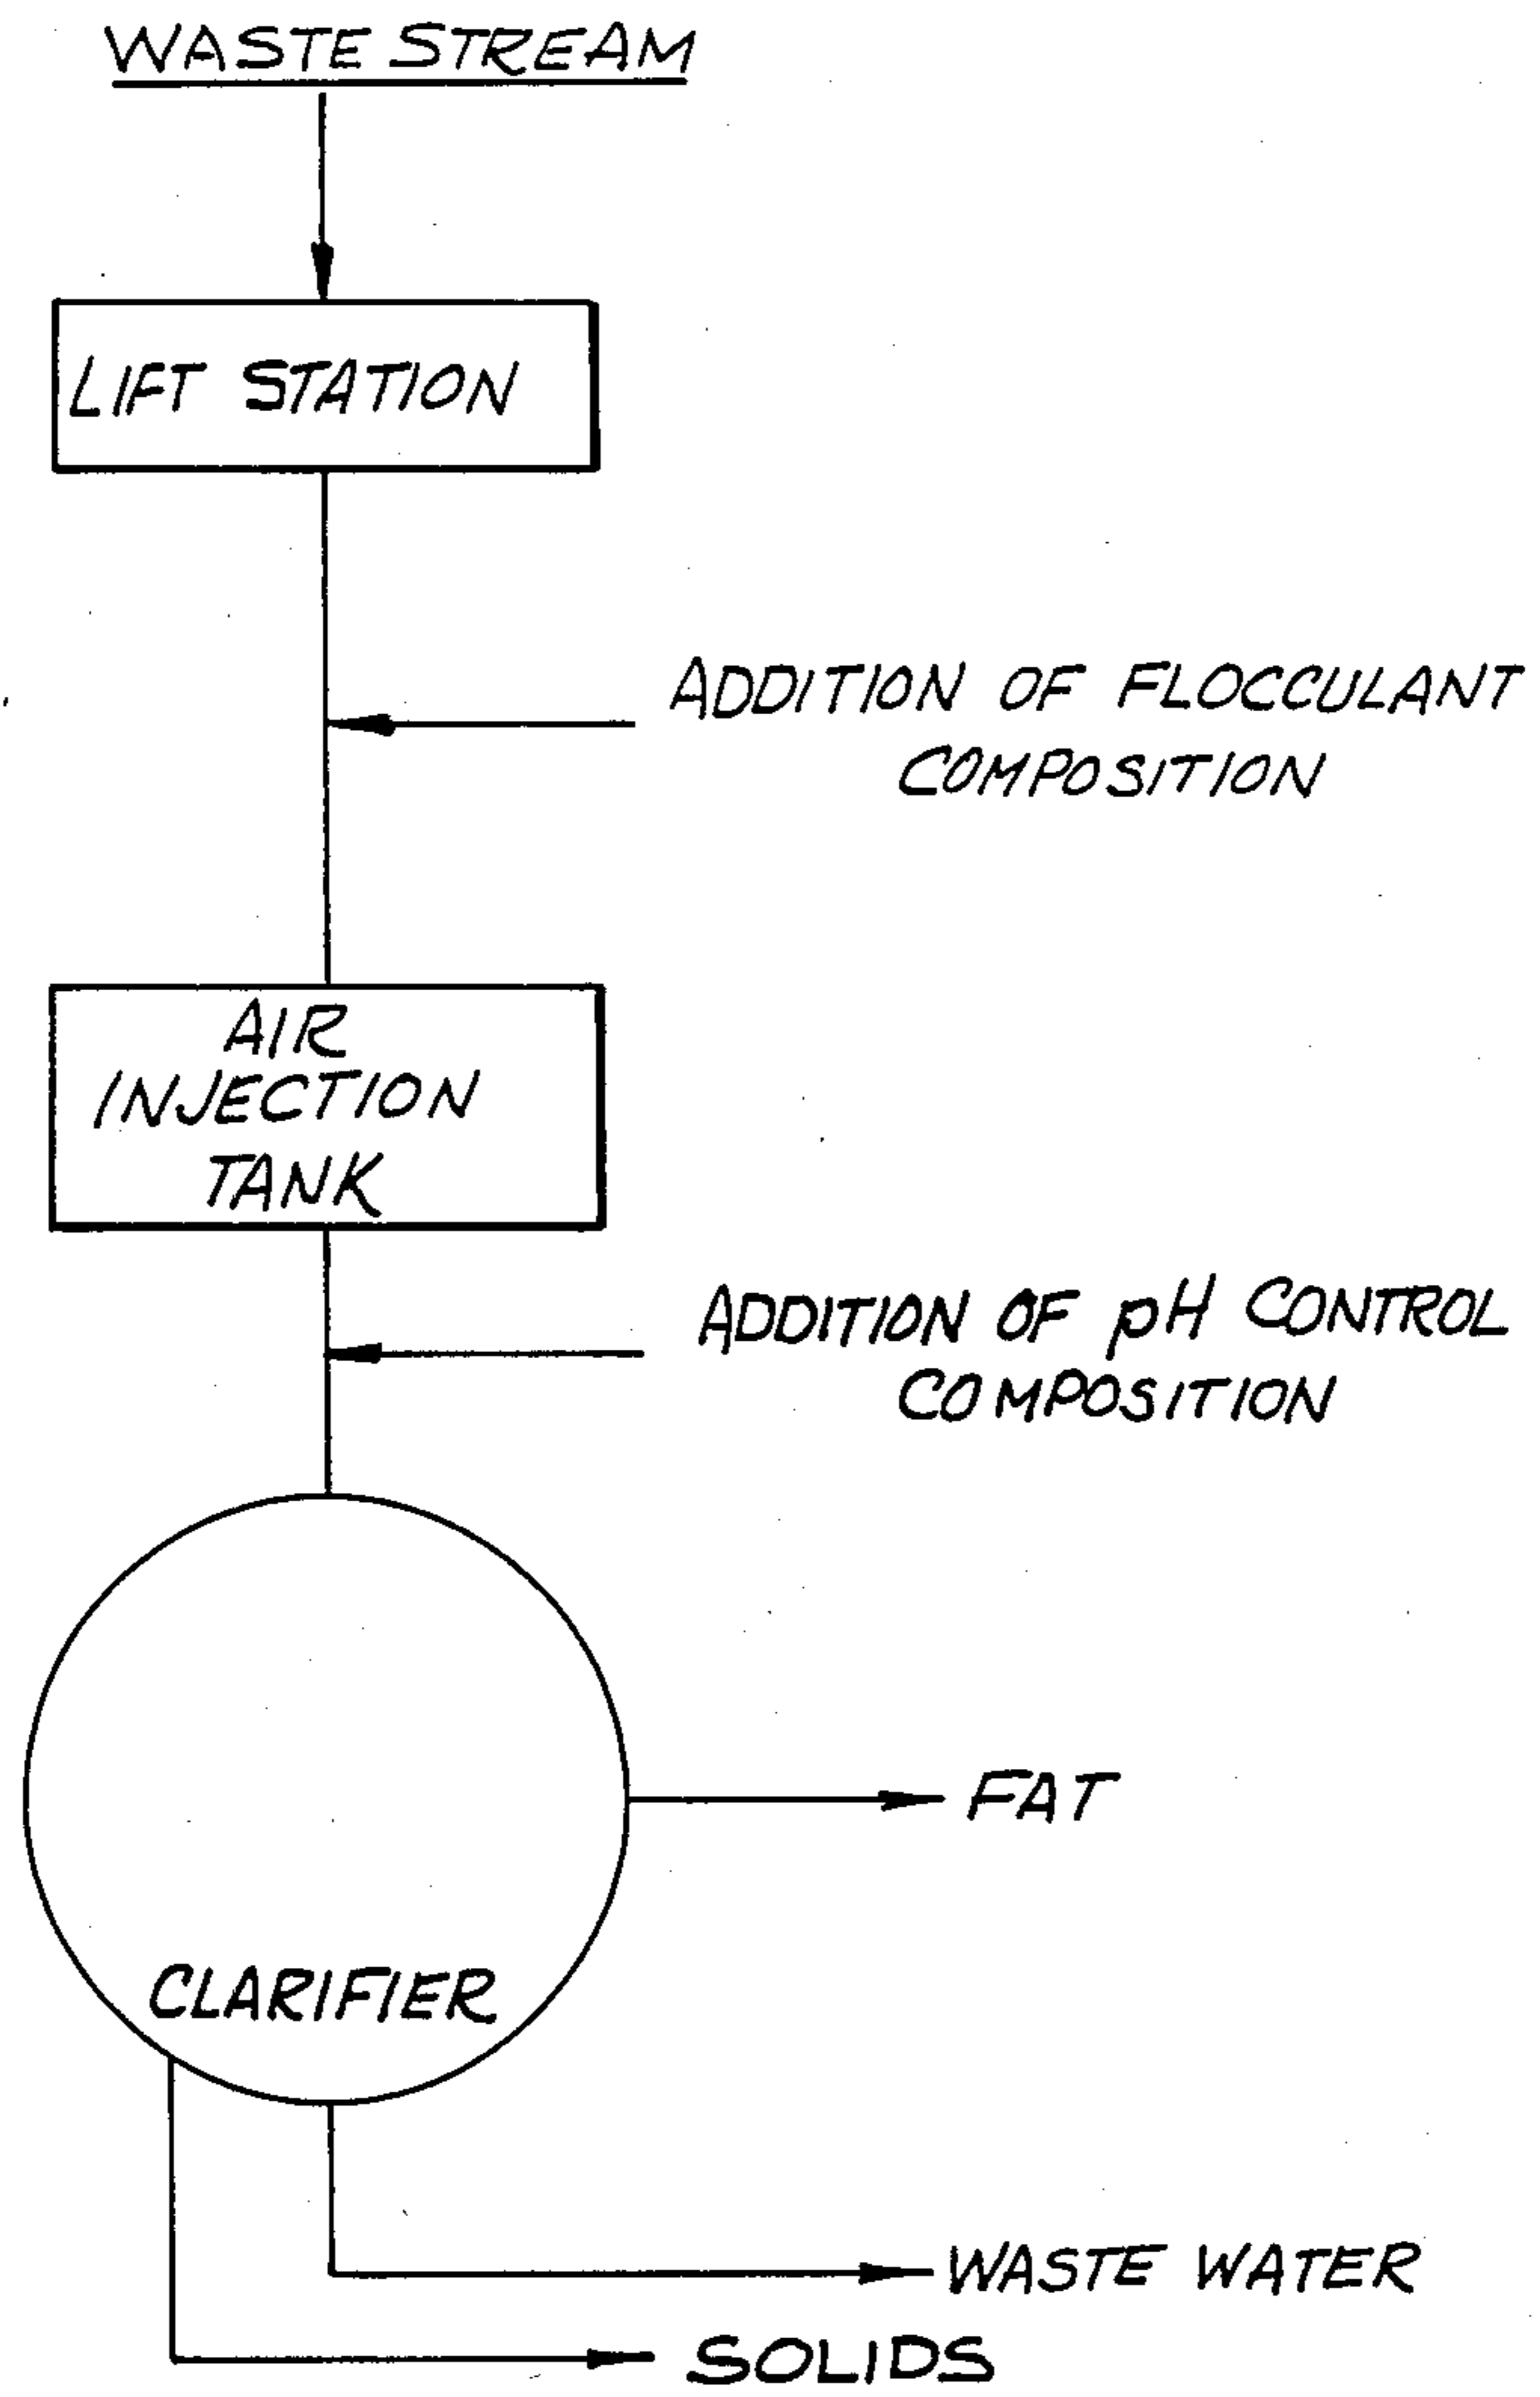 WASTE STREAM
LIFT STATION
ADDITION OF FLOCCULANT
COMPOSITION
AIR
INJECTION
TANK
ADDITION OF pH CONTROL
COMPOSITION
FAT
CLARIFIER
WASTE WATER
SOLIDS